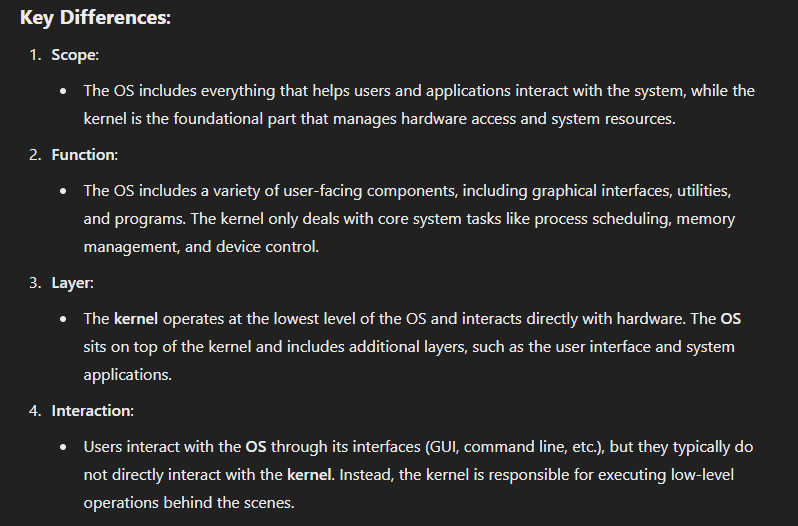 Key Differences:
1. Scope:
• The OS includes everything that helps users and applications interact with the system, while the
kernel is the foundational part that manages hardware access and system resources.
2. Function:
• The OS includes a variety of user-facing components, including graphical interfaces, utilities,
and programs. The kernel only deals with core system tasks like process scheduling, memory
management, and device control.
3. Layer:
• The kernel operates at the lowest level of the OS and interacts directly with hardware. The OS
sits on top of the kernel and includes additional layers, such as the user interface and system
applications.
4. Interaction:
• Users interact with the OS through its interfaces (GUI, command line, etc.), but they typically do
not directly interact with the kernel. Instead, the kernel is responsible for executing low-level
operations behind the scenes.